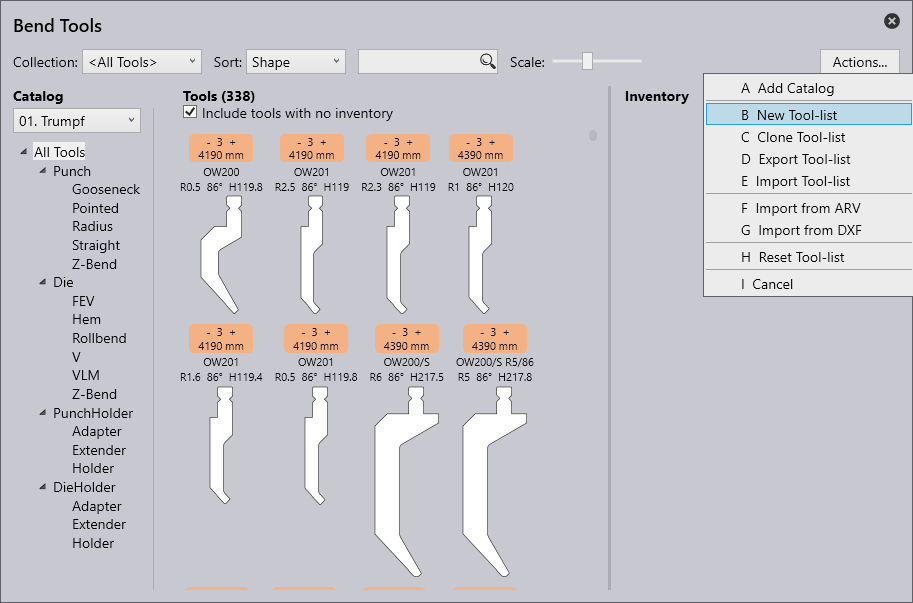 Bend Tools
Collection: <All Tools> Sort: Shape Scale: Actions...
Catalog
01. Trumpf
All Tools
Punch
Gooseneck
Pointed
Radius
Straight
Z-Bend
Die
FEV
Hem
Rollbend
V
VLM
Z-Bend
PunchHolder
Adapter
Extender
Holder
DieHolder
Adapter
Extender
Holder
Tools (338)
Include tools with no inventory
- 3 + - 3 + - 3 + - 3 +
4190 mm 4190 mm 4190 mm 4390 mm
OW200 OW201 OW201 OW201
R0.5 86° H119.8 R2.5 86° H119 R2.3 86° H119 R1 86° H120
- 3 + - 3 + - 3 + - 3 +
4190 mm 4190 mm 4390 mm 4390 mm
OW201 OW201 OW200/S OW200/S R5/86
R1.6 86° H119.4 R0.5 86° H119.8 R6 86° H217.5 R5 86° H217.8
Inventory
A Add Catalog
B New Tool-list
C Clone Tool-list
D Export Tool-list
E Import Tool-list
F Import from ARV
G Import from DXF
H Reset Tool-list
I Cancel